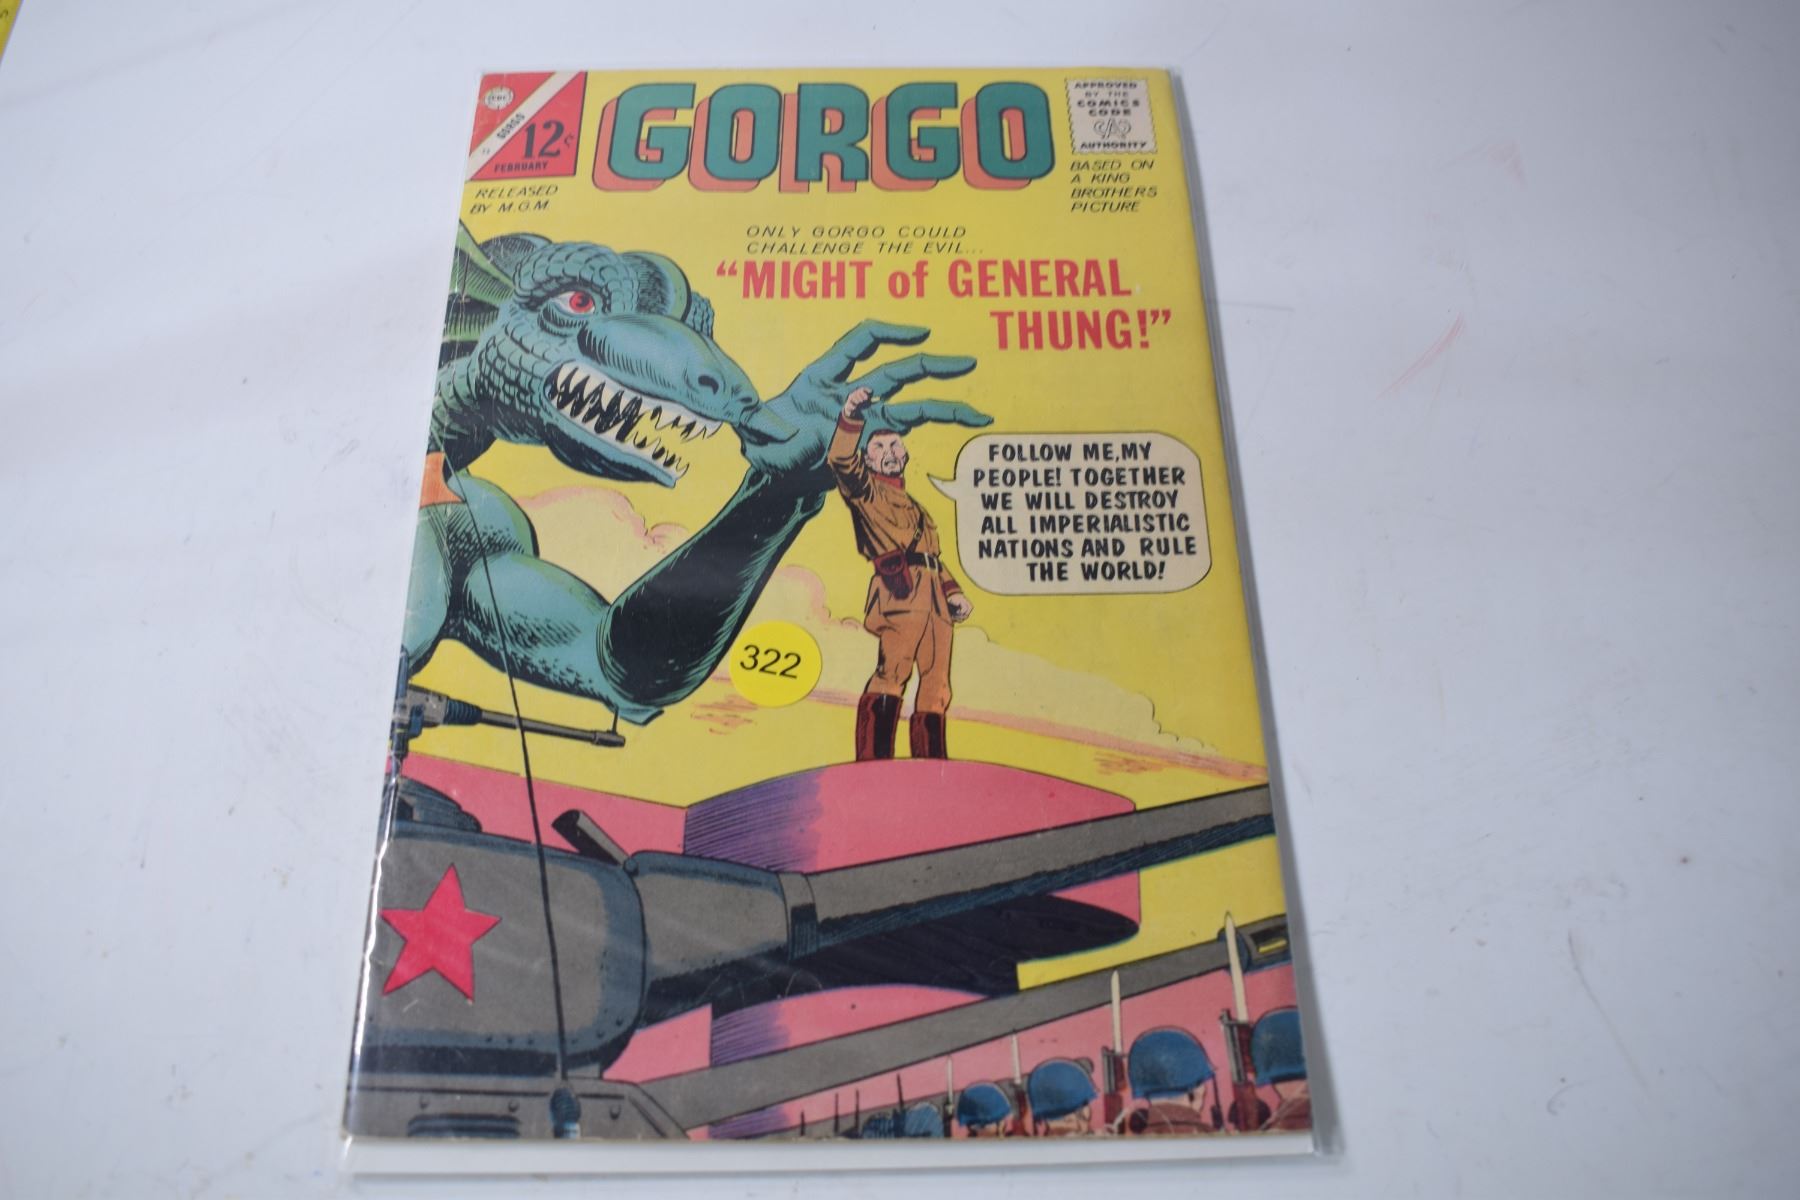 GORGO
12¢
FEBRUARY
RELEASED
BY M.G.M.
GORGO
APPROVED
BY THE
COMICS
CODE
AUTHORITY
BASED ON
A KING
BROTHERS
PICTURE
ONLY GORGO COULD
CHALLENGE THE EVIL...
“MIGHT of GENERAL
THUNG!”
FOLLOW ME, MY
PEOPLE! TOGETHER
WE WILL DESTROY
ALL IMPERIALISTIC
NATIONS AND RULE
THE WORLD!
322